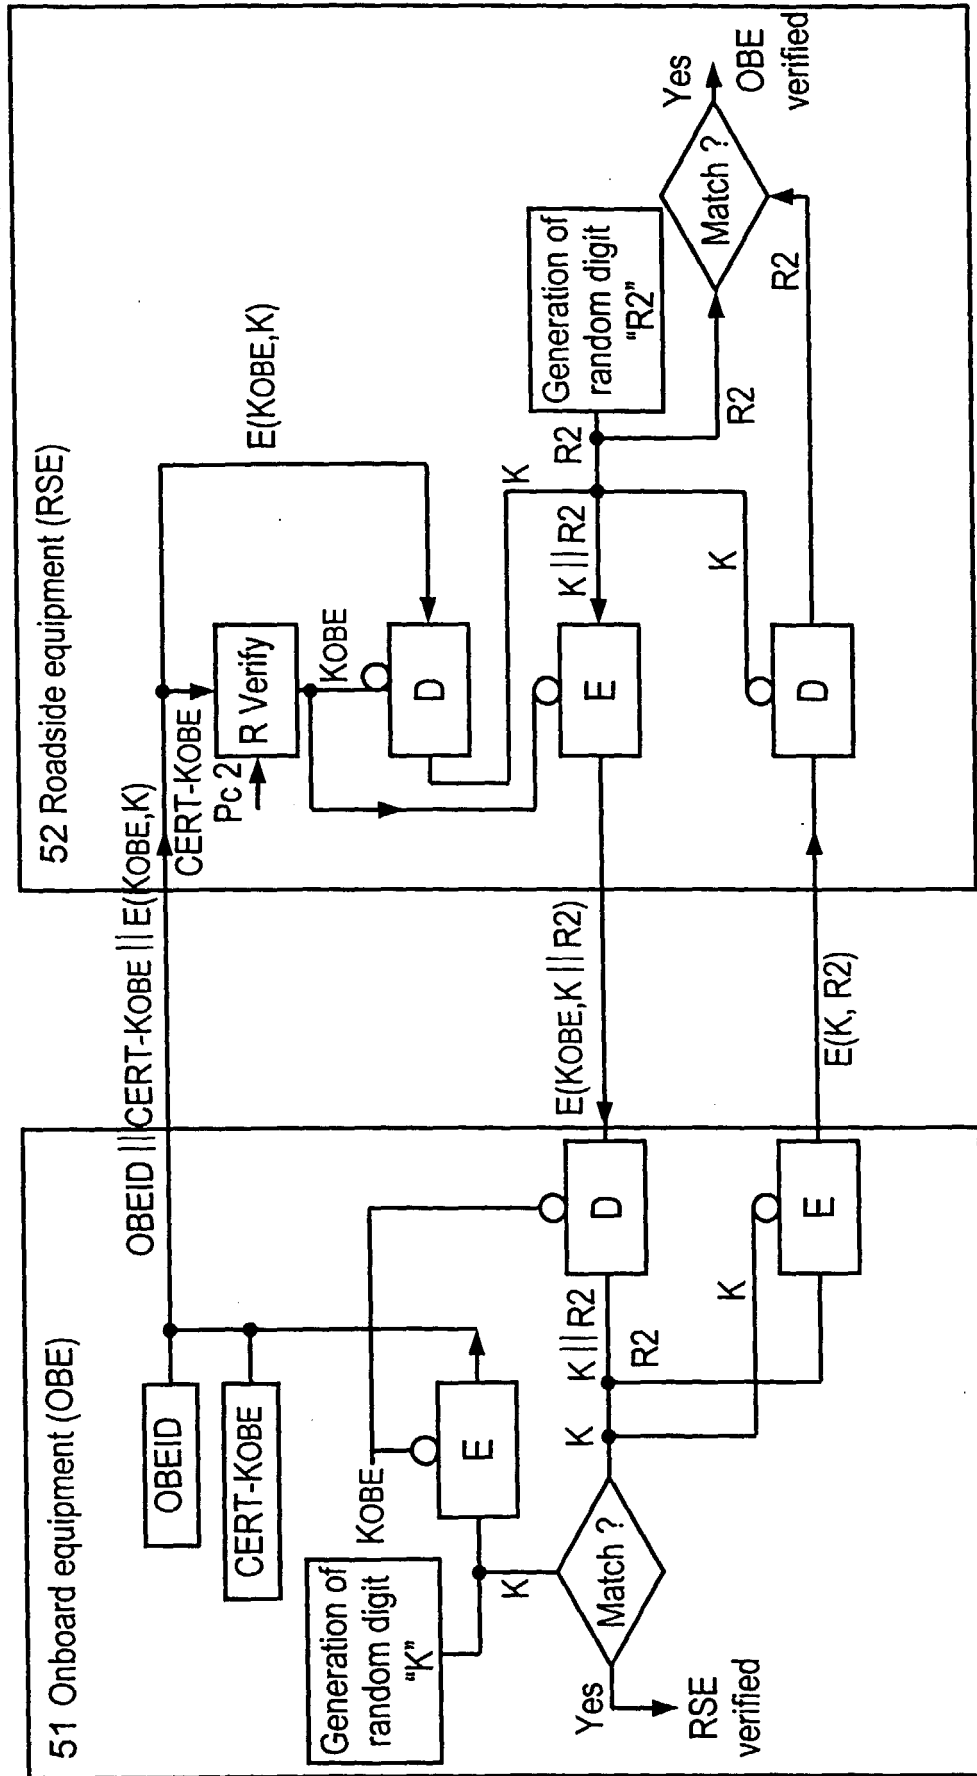 51 Onboard equipment (OBE)
OBEID
CERT-KOBE
Generation of
random digit
"K"
KOBE
E
K
Match ?
Yes
RSE
verified
K
K || R2
R2
D
K
E
OBEID || CERT-KOBE || E(KOBE,K)
E(KOBE,K || R2)
E(K, R2)
52 Roadside equipment (RSE)
CERT-KOBE
Pc 2
R Verify
KOBE
D
E(KOBE,K)
E
K || R2
K
R2
Generation of
random digit
"R2"
R2
K
D
R2
Match ?
Yes
OBE
verified